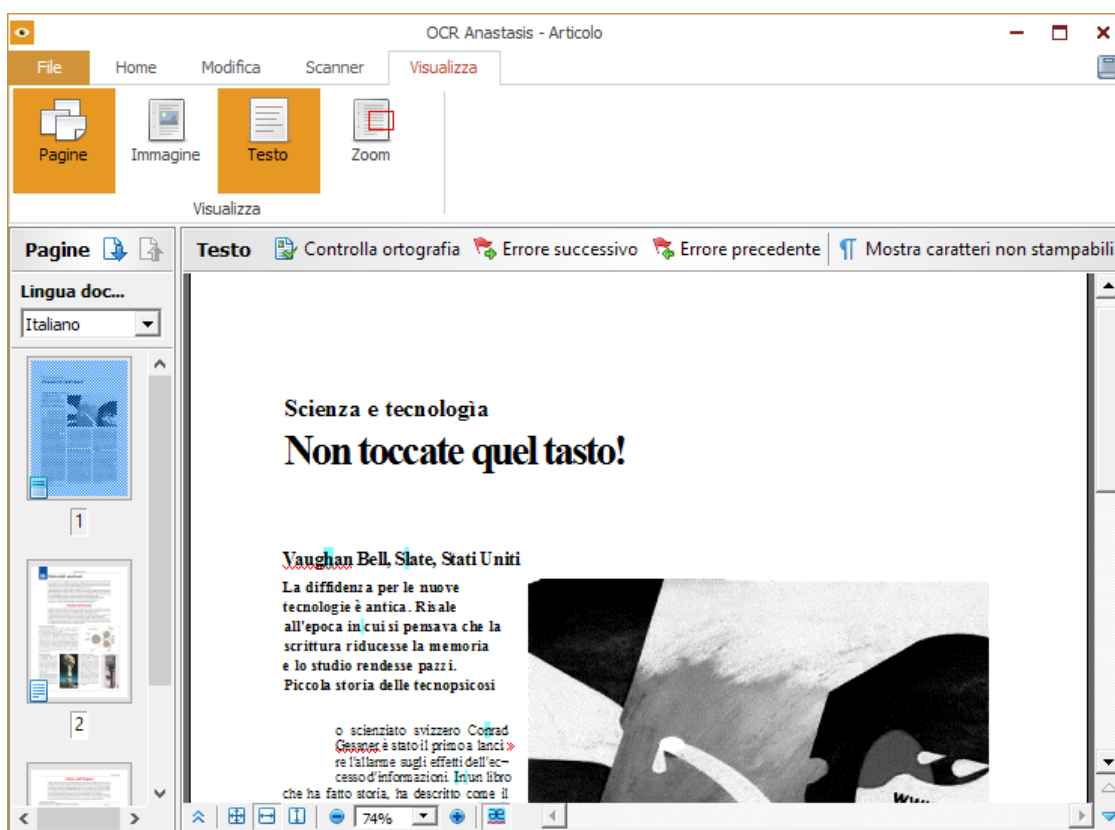 OCR Anastasis - Articolo
File Home Modifica Scanner Visualizza
Pagine Immagine Testo Zoom
Visualizza
Pagine
Testo Controlla ortografia Errore successivo Errore precedente ¶ Mostra caratteri non stampabili
Lingua doc...
Italiano
1
2
Scienza e tecnologìa
Non toccate quel tasto!
Vaughan Bell, Slate, Stati Uniti
La diffidenza per le nuove
tecnologie è antica. Risale
all'epoca in cui si pensava che la
scrittura riducesse la memoria
e lo studio rendesse pazzi.
Piccola storia delle tecnopsicosi
o scienziato svizzero Conrad
Gessner è stato il primo a lanci»
re l'allarme sugli effetti dell'ec¬
cesso d'informazioni. In un libro
che ha fatto storia, ha descritto come il
www
74%
æ